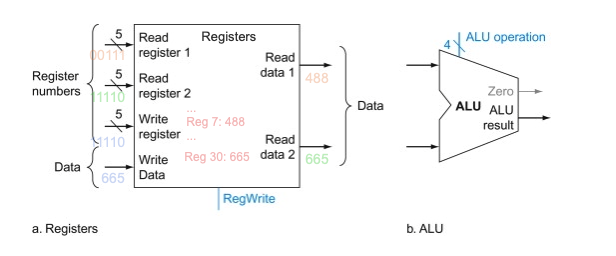 5
00111
Read
register 1
Registers
Read
data 1
488
5
11110
Read
register 2
Register
numbers
5
1110
Write
register
...
Reg 7: 488
...
Reg 30: 665
Read
data 2
665
Data
Data
665
Write
Data
RegWrite
a. Registers
4
ALU operation
Zero
ALU
ALU
result
b. ALU